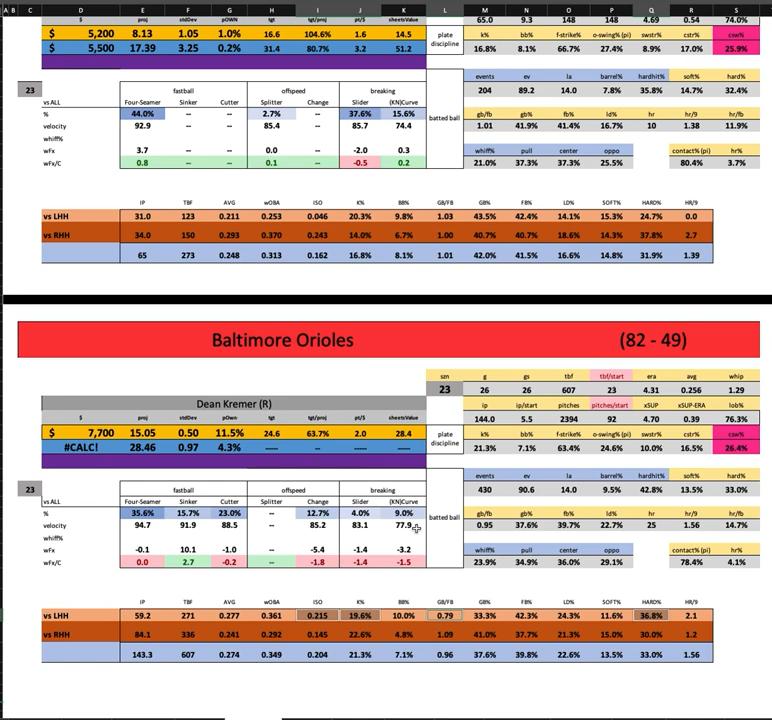 A B C D E F G H I J K L M N O P Q R S
$ proj stdDev pOWN tgt tgt/proj pt/$ sheetsValue 65.0 9.3 148 148 4.69 0.54 74.0%
$ 5,200 8.13 1.05 1.0% 16.6 104.6% 1.6 14.5 plate discipline k% bb% f-strike% o-swing% (pi) swstr% cstr% csw%
$ 5,500 17.39 3.25 0.2% 31.4 80.7% 3.2 51.2 16.8% 8.1% 66.7% 27.4% 8.9% 17.0% 25.9%
events ev la barrel% hardhit% soft% hard%
23 fastball offspeed breaking 204 89.2 14.0 7.8% 35.8% 14.7% 32.4%
vs ALL Four-Seamer Sinker Cutter Splitter Change Slider (KN)Curve
% 44.0% -- -- 2.7% -- 37.6% 15.6% batted ball gb/fb gb% fb% ld% hr hr/9 hr/fb
velocity 92.9 -- -- 85.4 -- 85.7 74.4 1.01 41.9% 41.4% 16.7% 10 1.38 11.9%
whiff%
wFx 3.7 0.0 -2.0 0.3 whiff% pull center oppo contact% (pi) hr%
wFx/C 0.8 -- -- 0.1 -- -0.5 0.2 21.0% 37.3% 37.3% 25.5% 80.4% 3.7%
IP TBF AVG wOBA ISO K% BB% GB/FB GB% FB% LD% SOFT% HARD% HR/9
vs LHH 31.0 123 0.211 0.253 0.046 20.3% 9.8% 1.03 43.5% 42.4% 14.1% 15.3% 24.7% 0.0
vs RHH 34.0 150 0.293 0.370 0.243 14.0% 6.7% 1.00 40.7% 40.7% 18.6% 14.3% 37.8% 2.7
65 273 0.248 0.313 0.162 16.8% 8.1% 1.01 42.0% 41.5% 16.6% 14.8% 31.9% 1.39
Baltimore Orioles (82 - 49)
szn g gs tbf tbf/start era avg whip
23 26 26 607 23 4.31 0.256 1.29
Dean Kremer (R) ip ip/start pitches pitches/start xSUP xSUP-ERA lob%
$ proj stdDev pOwn tgt tgt/proj pt/$ sheetsValue 144.0 5.5 2394 92 4.70 0.39 76.3%
$ 7,700 15.05 0.50 11.5% 24.6 63.7% 2.0 28.4 plate discipline k% bb% f-strike% o-swing% (pi) swstr% cstr% csw%
#CALC! 28.46 0.97 4.3% ---- ---- ---- ---- 21.3% 7.1% 63.4% 24.6% 10.0% 16.5% 26.4%
events ev la barrel% hardhit% soft% hard%
23 fastball offspeed breaking 430 90.6 14.0 9.5% 42.8% 13.5% 33.0%
vs ALL Four-Seamer Sinker Cutter Splitter Change Slider (KN)Curve
% 35.6% 15.7% 23.0% -- 12.7% 4.0% 9.0% batted ball gb/fb gb% fb% ld% hr hr/9 hr/fb
velocity 94.7 91.9 88.5 -- 85.2 83.1 77.9 0.95 37.6% 39.7% 22.7% 25 1.56 14.7%
whiff%
wFx -0.1 10.1 -1.0 -5.4 -1.4 -3.2 whiff% pull center oppo contact% (pi) hr%
wFx/C 0.0 2.7 -0.2 -- -1.8 -1.4 -1.5 23.9% 34.9% 36.0% 29.1% 78.4% 4.1%
IP TBF AVG wOBA ISO K% BB% GB/FB GB% FB% LD% SOFT% HARD% HR/9
vs LHH 59.2 271 0.277 0.361 0.215 19.6% 10.0% 0.79 33.3% 42.3% 24.3% 11.6% 36.8% 2.1
vs RHH 84.1 336 0.241 0.292 0.145 22.6% 4.8% 1.09 41.0% 37.7% 21.3% 15.0% 30.0% 1.2
143.3 607 0.274 0.349 0.204 21.3% 7.1% 0.96 37.6% 39.8% 22.6% 13.5% 33.0% 1.56